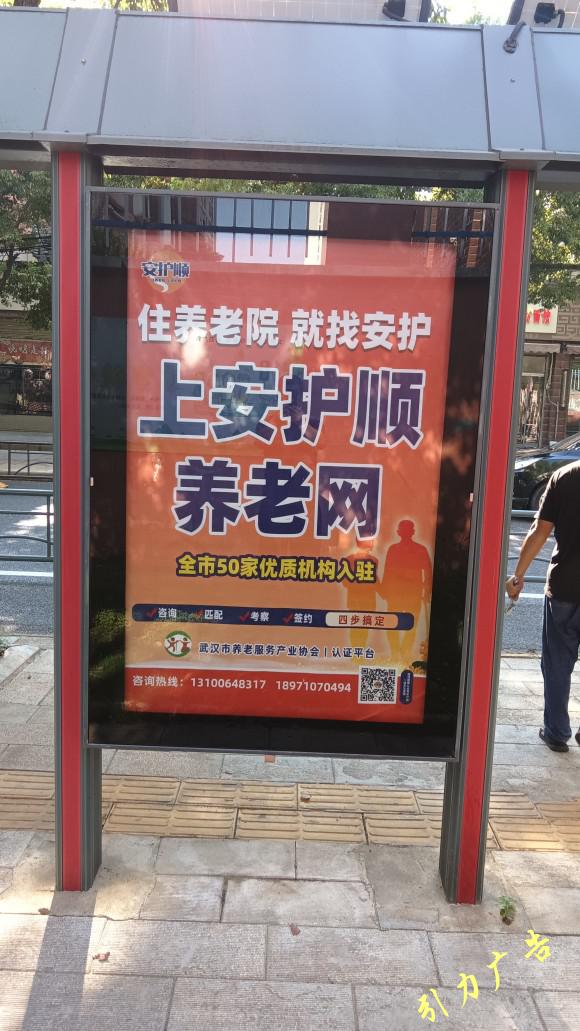 安护顺
住养老院 就找安护
上安护顺
养老网
全市50家优质机构入驻
咨询 匹配 考察 签约 四步搞定
武汉市养老服务产业协会 | 认证平台
咨询热线：13100648317 18971070494
引力广告